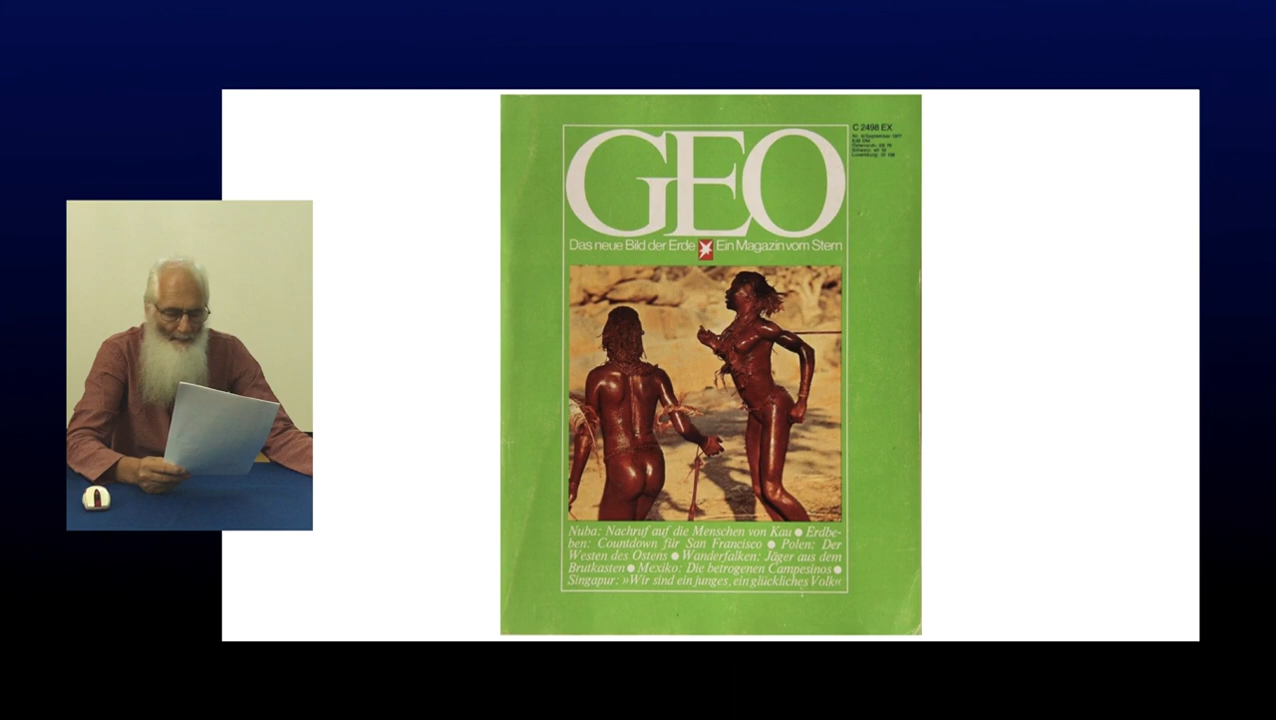 GEO
C 2498 EX
Das neue Bild der Erde Ein Magazin vom Stern
Nuba: Nachruf auf die Menschen von Kau ● Erdbe-
ben: Countdown für San Francisco ● Polen: Der
Westen des Ostens ● Wanderfalken: Jäger aus dem
Brutkasten ● Mexiko: Die betrogenen Campesinos ●
Singapur: »Wir sind ein junges, ein glückliches Volk«